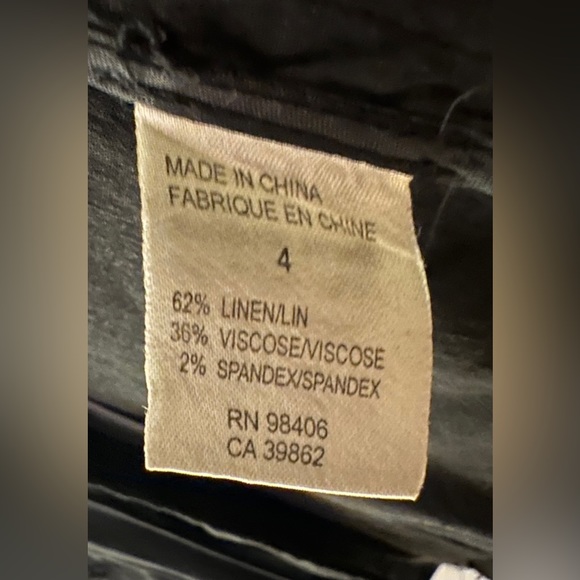 MADE IN CHINA
FABRIQUE EN CHINE
4
62% LINEN/LIN
36% VISCOSE/VISCOSE
2% SPANDEX/SPANDEX
RN 98406
CA 39862